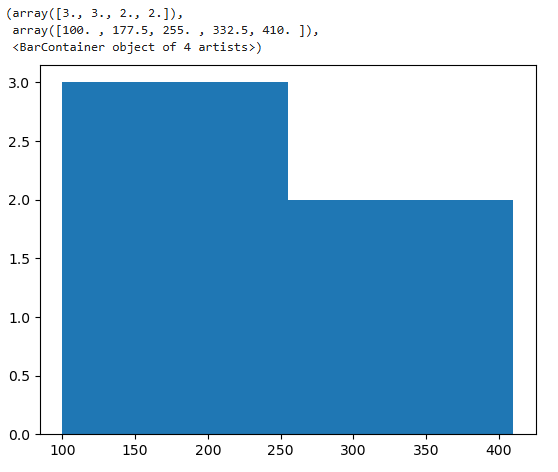 (array([3., 3., 2., 2.]),
 array([100. , 177.5, 255. , 332.5, 410. ]),
 <BarContainer object of 4 artists>)
3.0
2.5
2.0
1.5
1.0
0.5
0.0
100 150 200 250 300 350 400